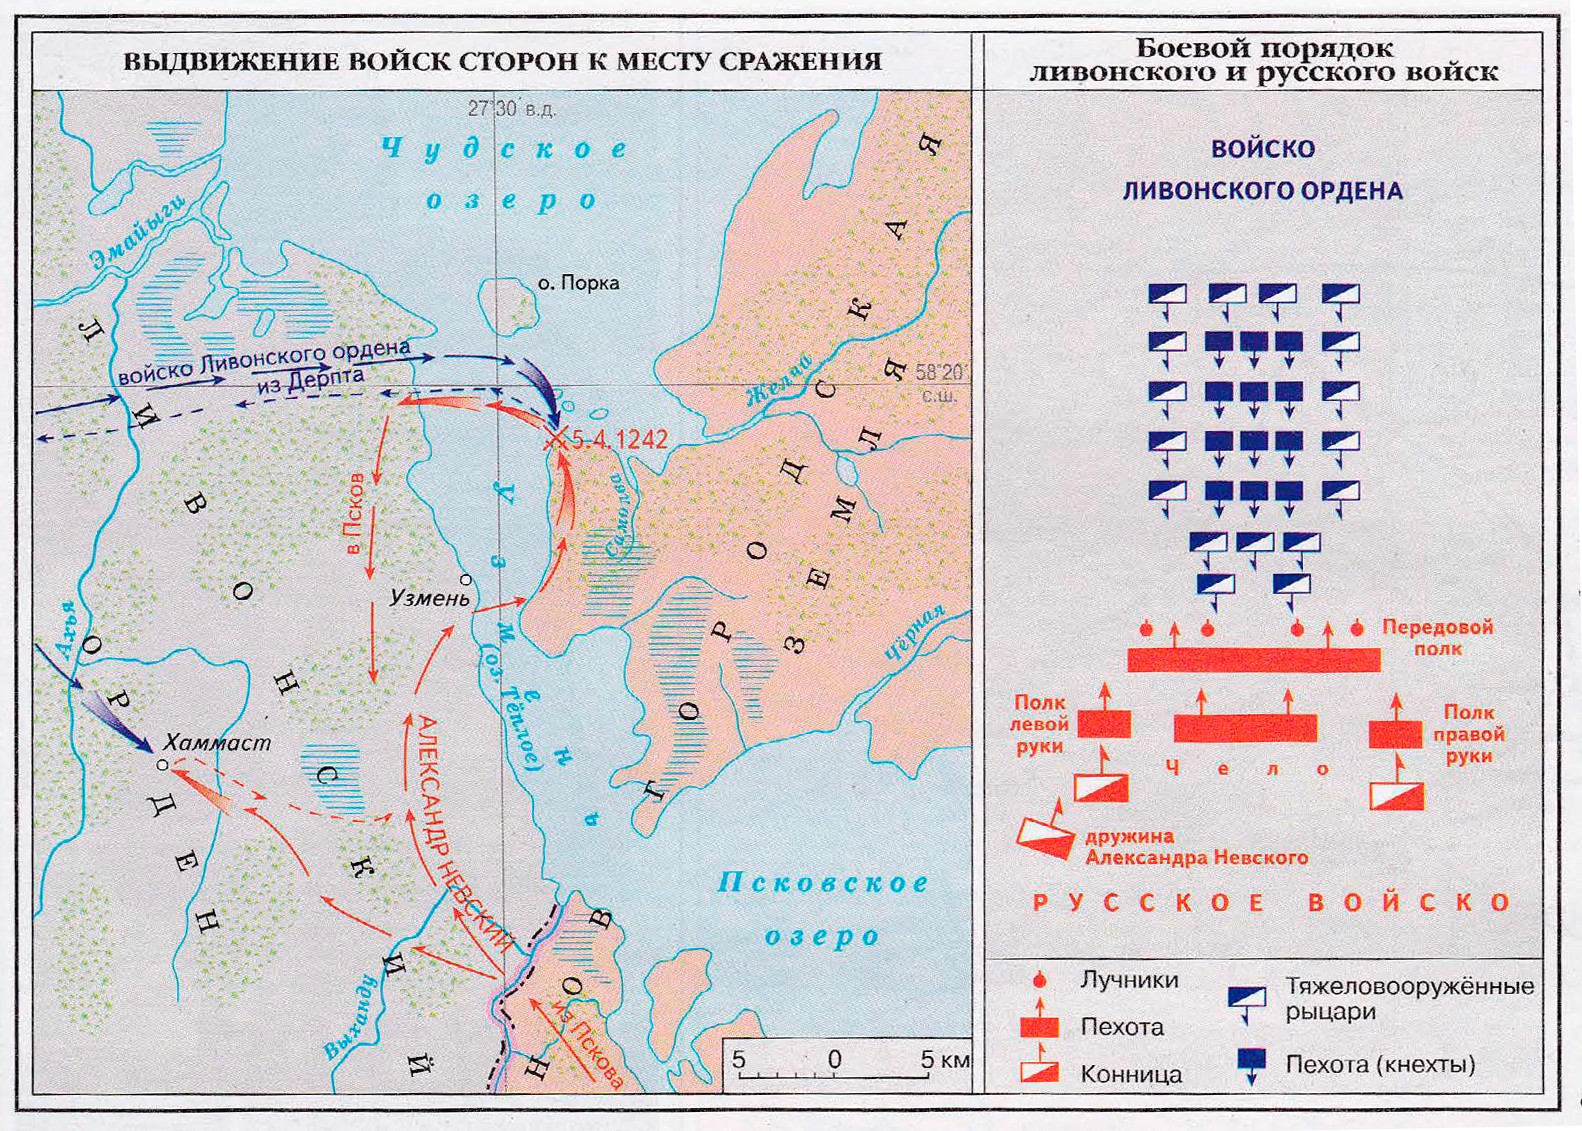 ВЫДВИЖЕНИЕ ВОЙСК СТОРОН К МЕСТУ СРАЖЕНИЯ
27°30' в.д.
Чудское
озеро
Эмайыги
о. Порка
войско Ливонского ордена
из Дерпта
58°20'
с.ш.
Желча
5.4.1242
в Псков
Узмень
(оз. Тёплое)
Самолва
Узмень
Ахья
Хаммаст
АЛЕКСАНДР НЕВСКИЙ
Чёрная
ЛИВОНСКИЙ
ОРДЕН
НОВГОРОДСКАЯ
ЗЕМЛЯ
Псковское
озеро
Выханду
из Пскова
5 0 5 км
Боевой порядок
ливонского и русского войск
ВОЙСКО
ЛИВОНСКОГО ОРДЕНА
Передовой
полк
Полк
левой
руки
Чело
Полк
правой
руки
дружина
Александра Невского
РУССКОЕ ВОЙСКО
Лучники
Пехота
Конница
Тяжеловооружённые
рыцари
Пехота (кнехты)